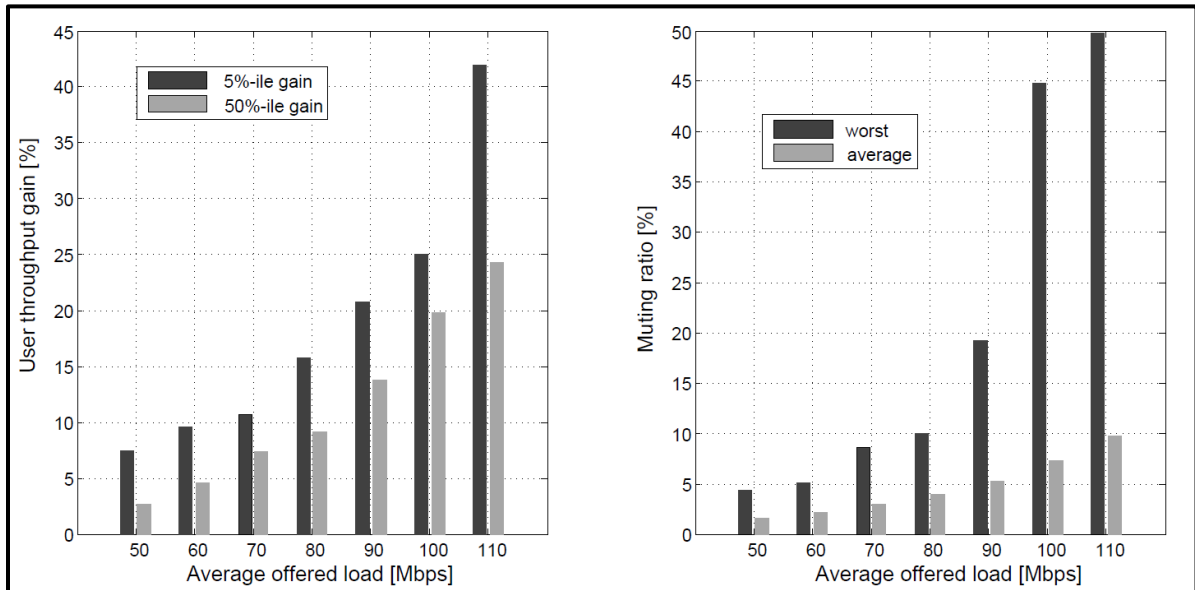 45
40
35
30
25
20
15
10
5
0
User throughput gain [%]
5%-ile gain
50%-ile gain
50 60 70 80 90 100 110
Average offered load [Mbps]
50
45
40
35
30
25
20
15
10
5
0
Muting ratio [%]
worst
average
50 60 70 80 90 100 110
Average offered load [Mbps]